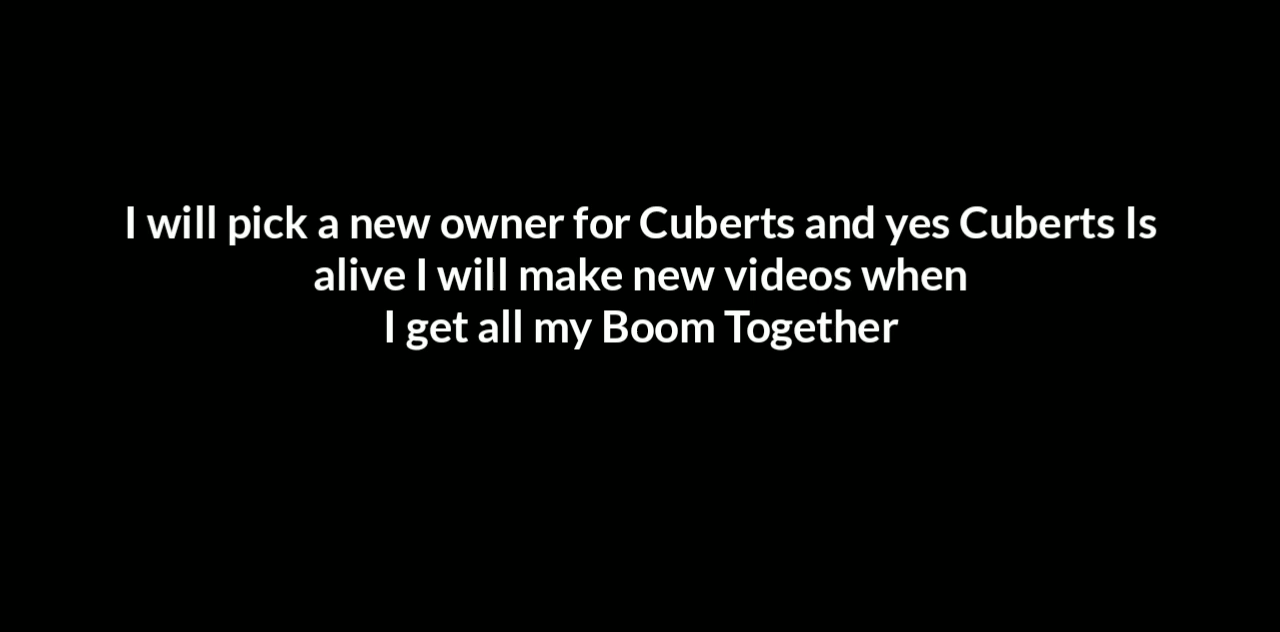 I will pick a new owner for Cuberts and yes Cuberts Is
alive I will make new videos when
I get all my Boom Together